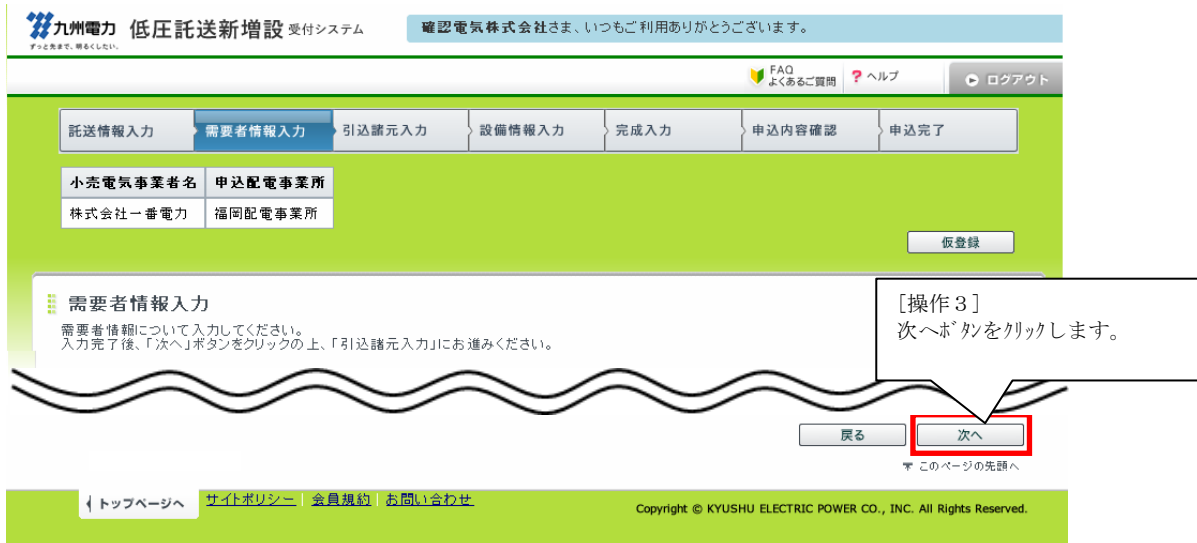 九州電力 低圧託送新増設 受付システム 確認電気株式会社さま、いつもご利用ありがとうございます。
ずっと先まで、明るくしたい。
FAQ
よくあるご質問 ? ヘルプ ログアウト
託送情報入力 需要者情報入力 引込諸元入力 設備情報入力 完成入力 申込内容確認 申込完了
小売電気事業者名 申込配電事業所
株式会社一番電力 福岡配電事業所
仮登録
需要者情報入力
需要者情報について入力してください。
入力完了後、「次へ」ボタンをクリックの上、「引込諸元入力」にお進みください。
[操作3]
次へボタンをクリックします。
戻る 次へ
このページの先頭へ
トップページへ サイトポリシー 会員規約 お問い合わせ
Copyright © KYUSHU ELECTRIC POWER CO., INC. All Rights Reserved.